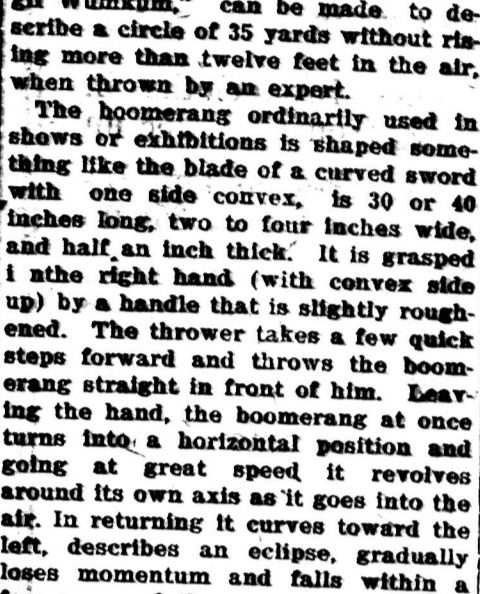 can be made to de-
scribe a circle of 35 yards without ris-
ing more than twelve feet in the air,
when thrown by an expert.
The boomerang ordinarily used in
shows or exhibitions is shaped some-
thing like the blade of a curved sword
with one side convex, is 30 or 40
inches long, two to four inches wide,
and half an inch thick. It is grasped
i nthe right hand (with convex side
up) by a handle that is slightly rough-
ened. The thrower takes a few quick
steps forward and throws the boom-
erang straight in front of him. Leav-
ing the hand, the boomerang at once
turns into a horizontal position and
going at great speed it revolves
around its own axis as it goes into the
air. In returning it curves toward the
left, describes an eclipse, gradually
loses momentum and falls within a